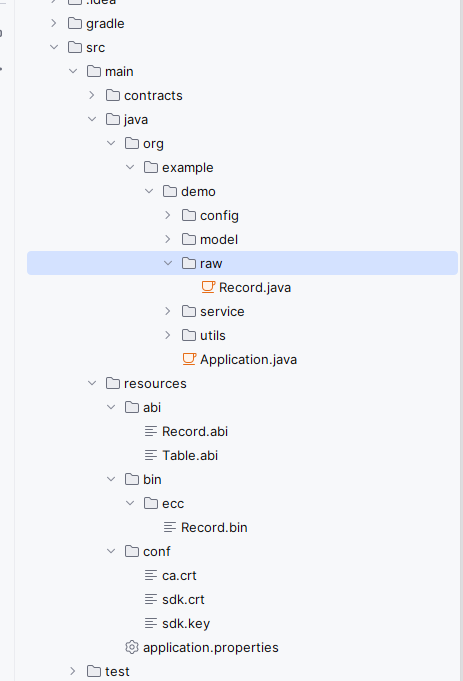 .idea
gradle
src
main
contracts
java
org
example
demo
config
model
raw
Record.java
service
utils
Application.java
resources
abi
Record.abi
Table.abi
bin
ecc
Record.bin
conf
ca.crt
sdk.crt
sdk.key
application.properties
test